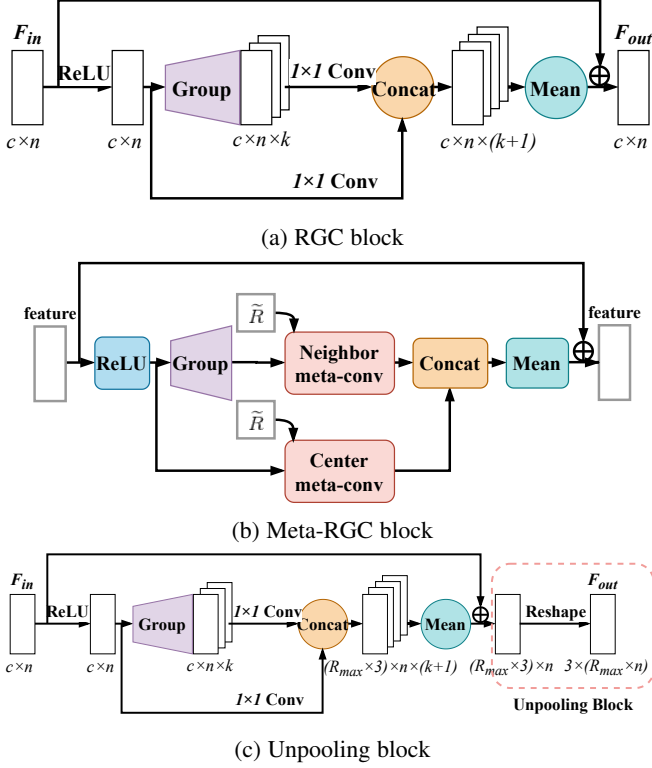 F_in
F_out
ReLU
Group
1×1 Conv
Concat
Mean
c×n
c×n
c×n×k
c×n×(k+1)
c×n
1×1 Conv
(a) RGC block
feature
feature
R̃
ReLU
Group
Neighbor
meta-conv
Concat
Mean
R̃
Center
meta-conv
(b) Meta-RGC block
F_in
F_out
ReLU
Group
1×1 Conv
Concat
Mean
Reshape
c×n
c×n
c×n×k
(R_max×3)×n×(k+1)
(R_max×3)×n
3×(R_max×n)
1×1 Conv
Unpooling Block
(c) Unpooling block